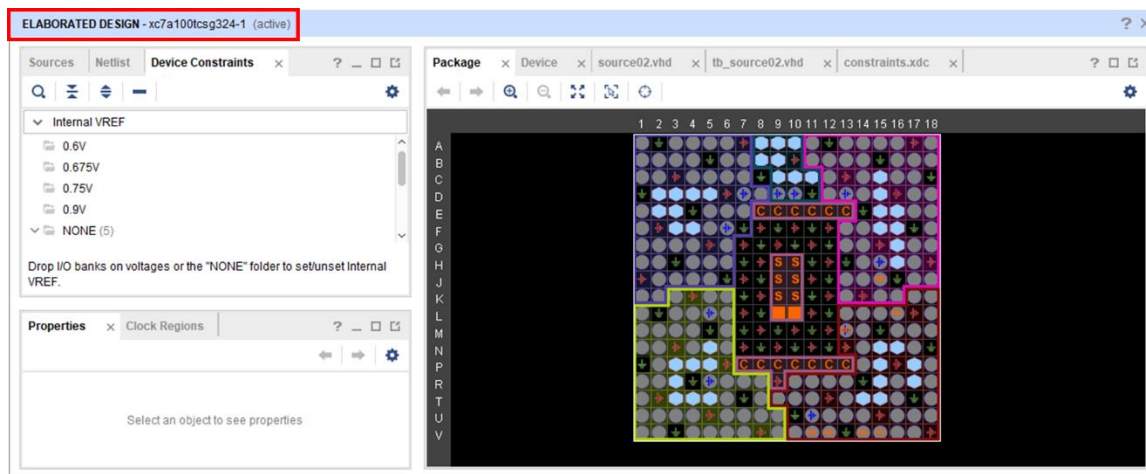 ELABORATED DESIGN - xc7a100tcsg324-1 (active)
Sources Netlist Device Constraints
Internal VREF
0.6V
0.675V
0.75V
0.9V
NONE (5)
Drop I/O banks on voltages or the "NONE" folder to set/unset Internal
VREF.
Properties Clock Regions
Select an object to see properties
Package Device source02.vhd tb_source02.vhd constraints.xdc
1 2 3 4 5 6 7 8 9 10 11 12 13 14 15 16 17 18
A
B
C
D
E C C C C C C
F
G
H S S
J S S
K S S
L
M
N
P C C C C C C C
R
T
U
V